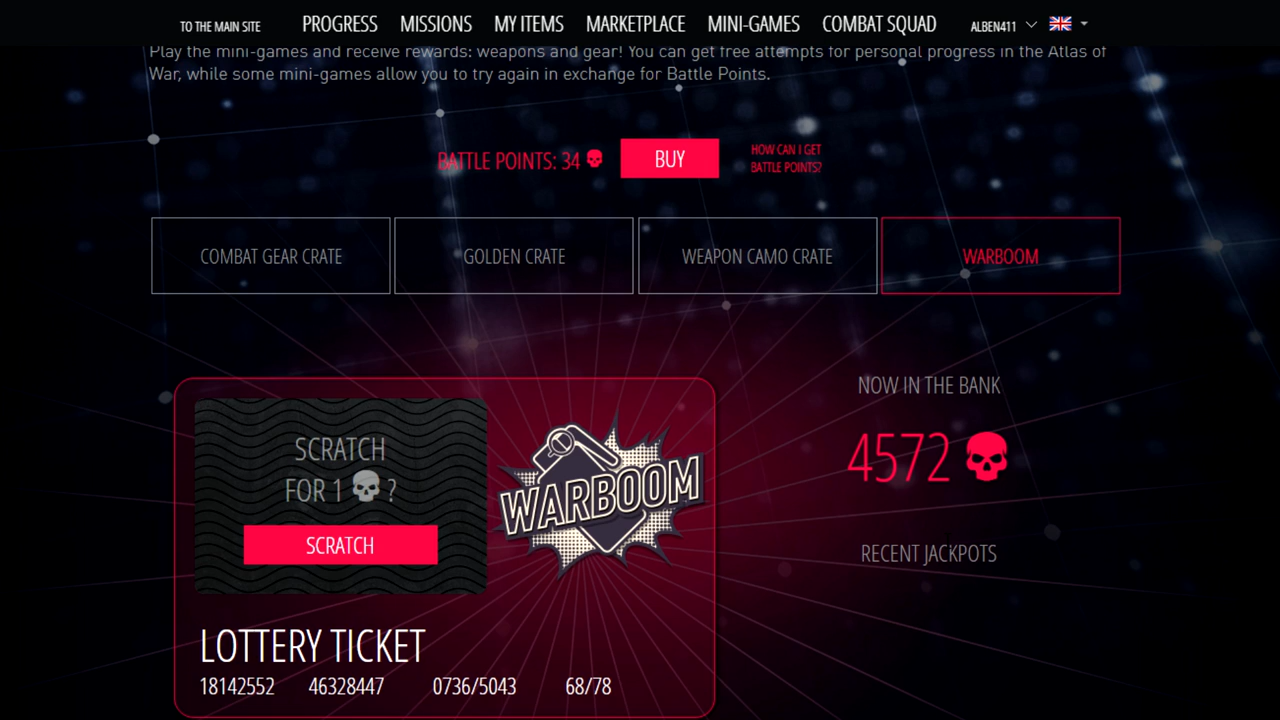 TO THE MAIN SITE PROGRESS MISSIONS MY ITEMS MARKETPLACE MINI-GAMES COMBAT SQUAD ALBEN411
Play the mini-games and receive rewards: weapons and gear! You can get free attempts for personal progress in the Atlas of
War, while some mini-games allow you to try again in exchange for Battle Points.
BATTLE POINTS: 34 BUY HOW CAN I GET
BATTLE POINTS?
COMBAT GEAR CRATE GOLDEN CRATE WEAPON CAMO CRATE WARBOOM
SCRATCH
FOR 1 ?
SCRATCH
WARBOOM
LOTTERY TICKET
18142552 46328447 0736/5043 68/78
NOW IN THE BANK
4572
RECENT JACKPOTS